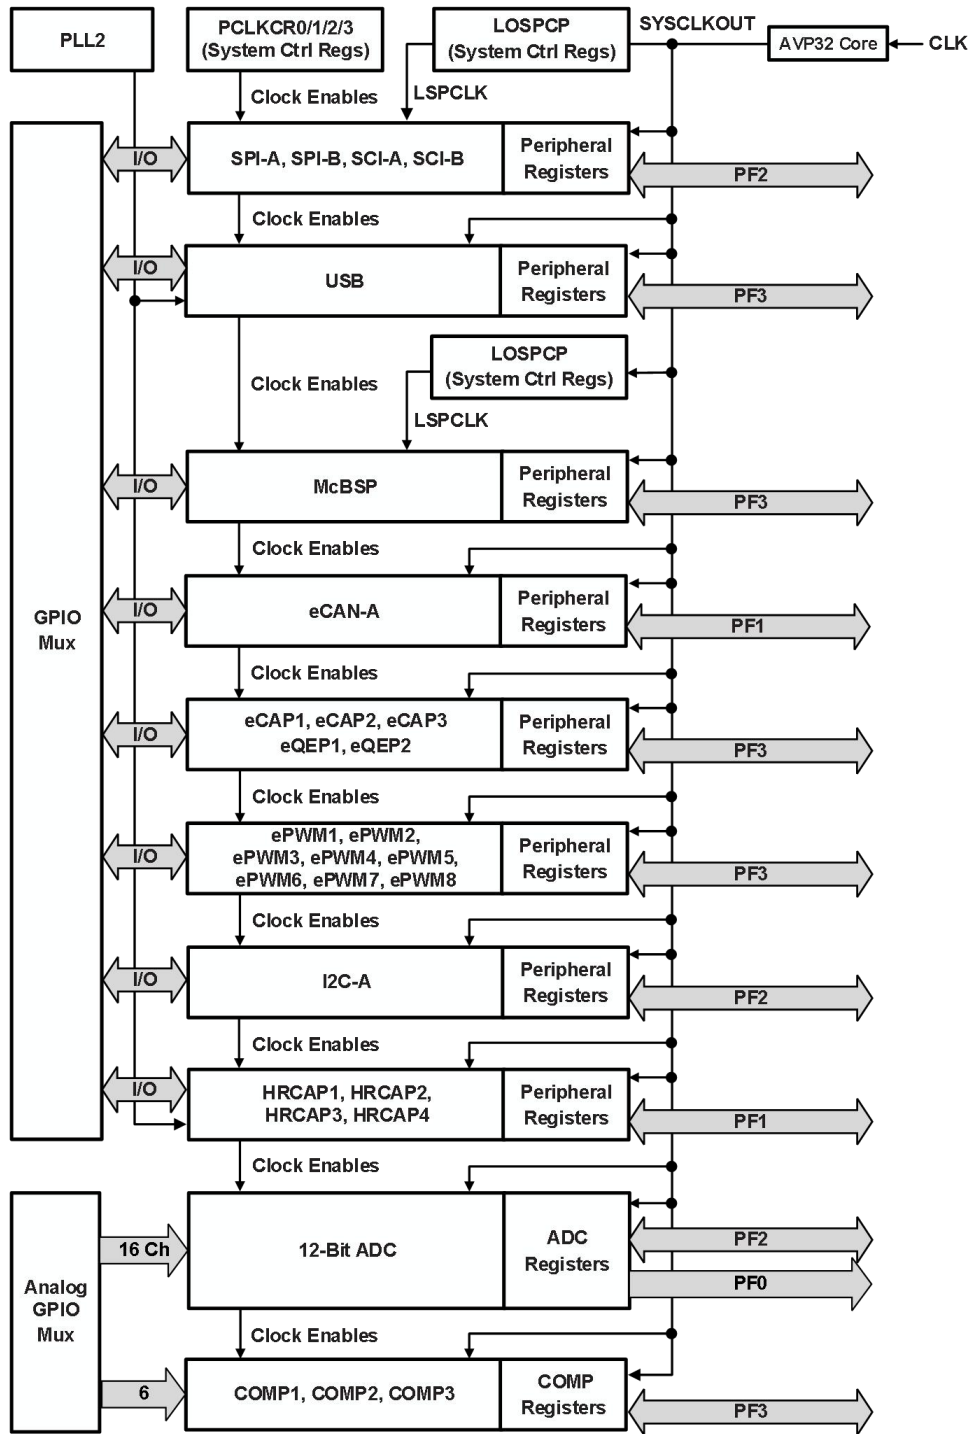 PLL2
PCLKCR0/1/2/3
(System Ctrl Regs)
LOSPCP
(System Ctrl Regs)
SYSCLKOUT
AVP32 Core
CLK
Clock Enables
LSPCLK
I/O
SPI-A, SPI-B, SCI-A, SCI-B
Peripheral
Registers
PF2
Clock Enables
I/O
USB
Peripheral
Registers
PF3
LOSPCP
(System Ctrl Regs)
Clock Enables
LSPCLK
I/O
McBSP
Peripheral
Registers
PF3
Clock Enables
GPIO
Mux
I/O
eCAN-A
Peripheral
Registers
PF1
Clock Enables
I/O
eCAP1, eCAP2, eCAP3
eQEP1, eQEP2
Peripheral
Registers
PF3
Clock Enables
I/O
ePWM1, ePWM2,
ePWM3, ePWM4, ePWM5,
ePWM6, ePWM7, ePWM8
Peripheral
Registers
PF3
Clock Enables
I/O
I2C-A
Peripheral
Registers
PF2
Clock Enables
I/O
HRCAP1, HRCAP2,
HRCAP3, HRCAP4
Peripheral
Registers
PF1
Clock Enables
Analog
GPIO
Mux
16 Ch
12-Bit ADC
ADC
Registers
PF2
PF0
Clock Enables
6
COMP1, COMP2, COMP3
COMP
Registers
PF3